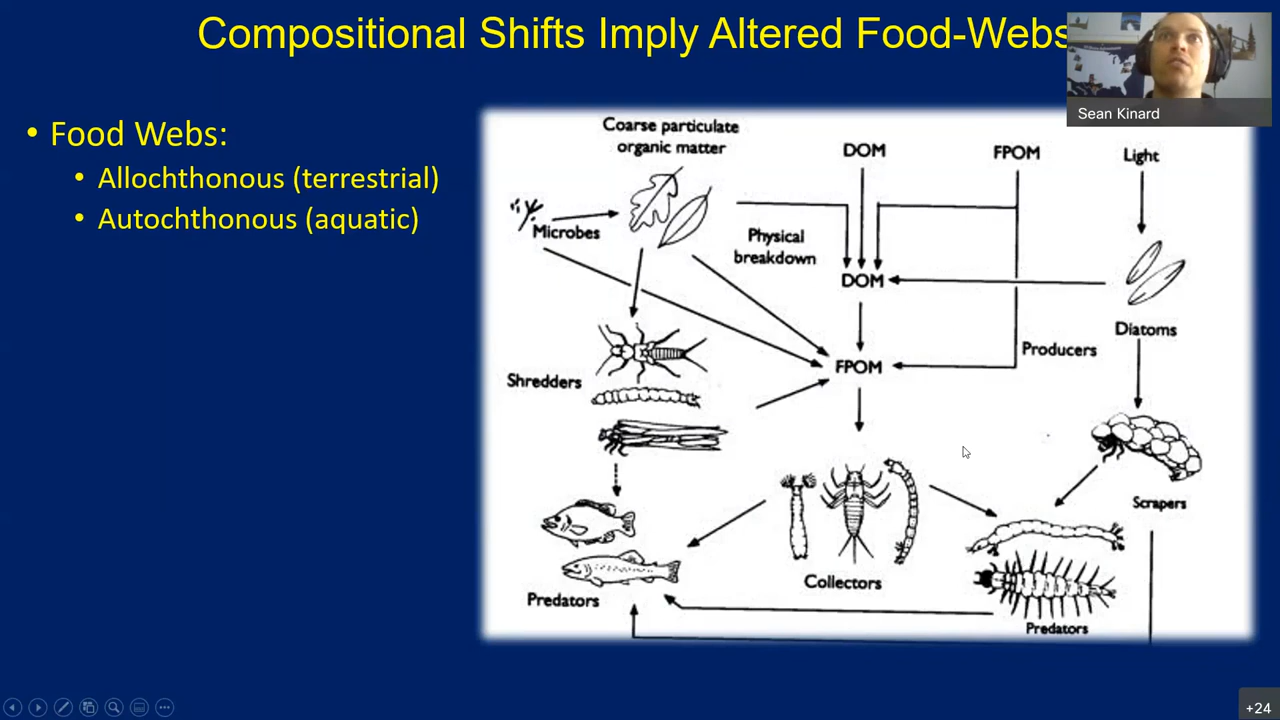 Compositional Shifts Imply Altered Food-Webs
Sean Kinard
• Food Webs:
• Allochthonous (terrestrial)
• Autochthonous (aquatic)
Coarse particulate
organic matter
DOM
FPOM
Light
Microbes
Physical
breakdown
DOM
Diatoms
Producers
FPOM
Shredders
Scrapers
Collectors
Predators
Predators
+24